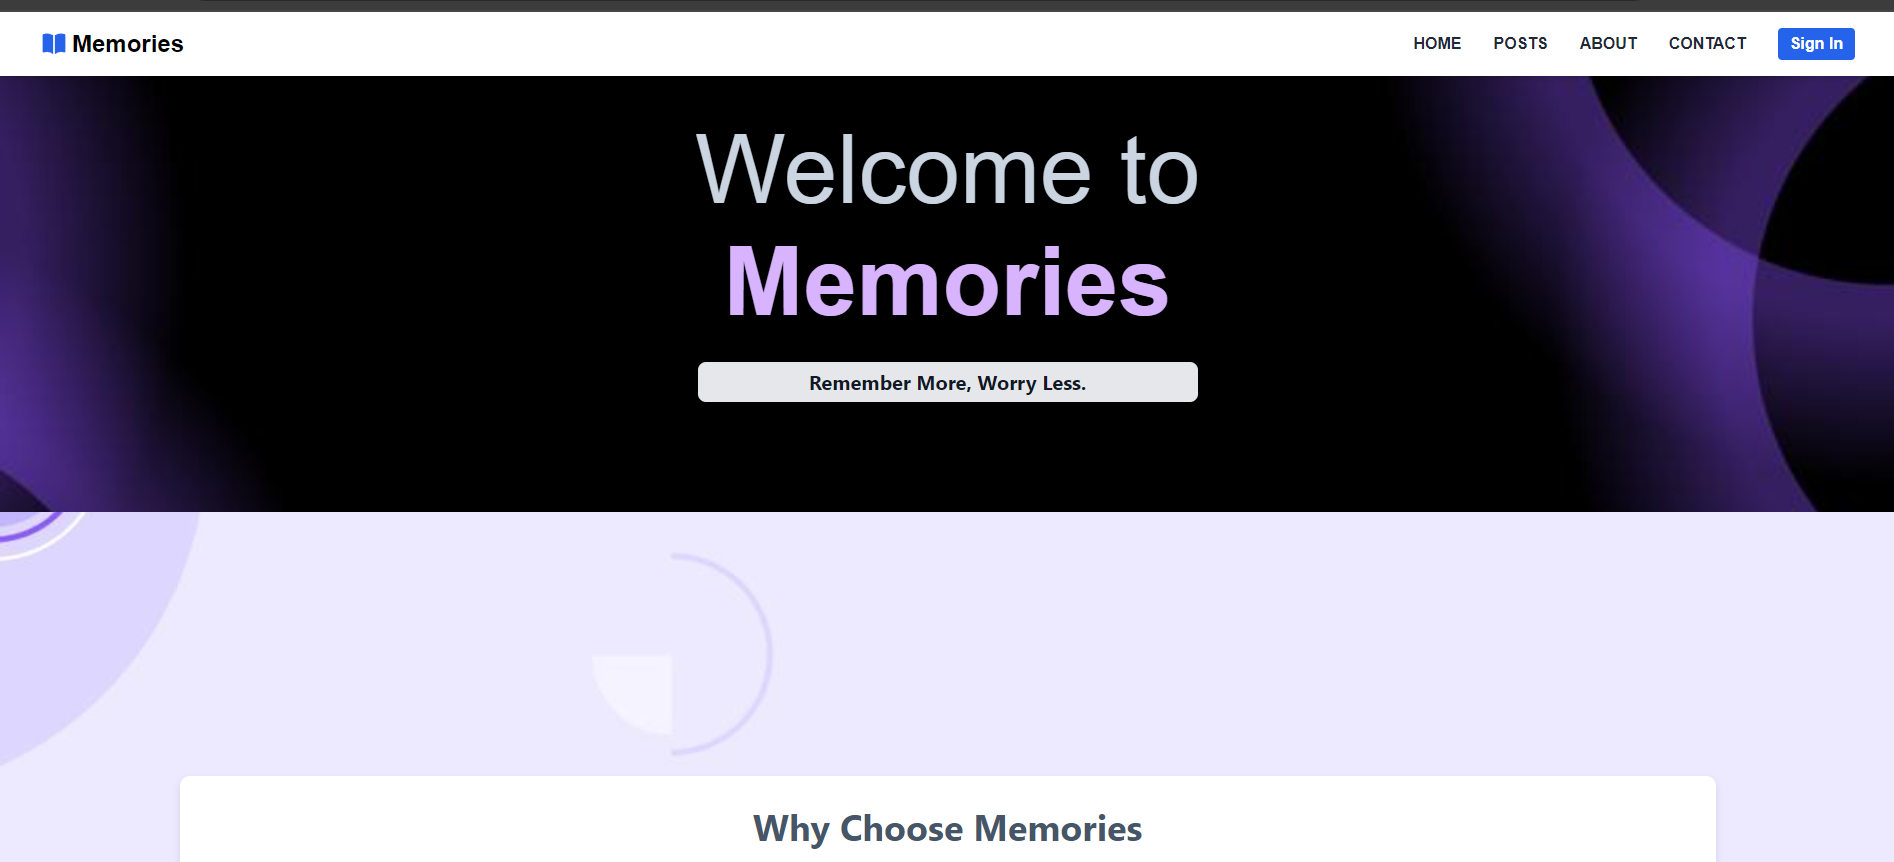 Memories
HOME POSTS ABOUT CONTACT Sign In
Welcome to
Memories
Remember More, Worry Less.
Why Choose Memories